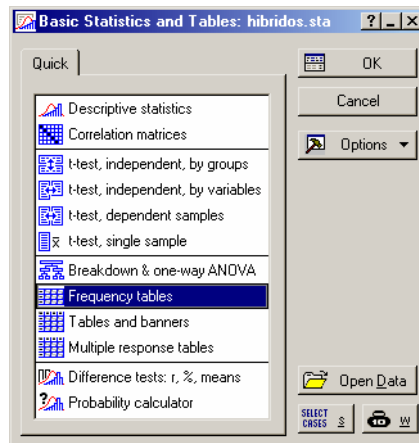 Basic Statistics and Tables: hibridos.sta
Quick
Descriptive statistics
Correlation matrices
t-test, independent, by groups
t-test, independent, by variables
t-test, dependent samples
t-test, single sample
Breakdown & one-way ANOVA
Frequency tables
Tables and banners
Multiple response tables
Difference tests: r, %, means
Probability calculator
OK
Cancel
Options
Open Data
SELECT CASES S
W